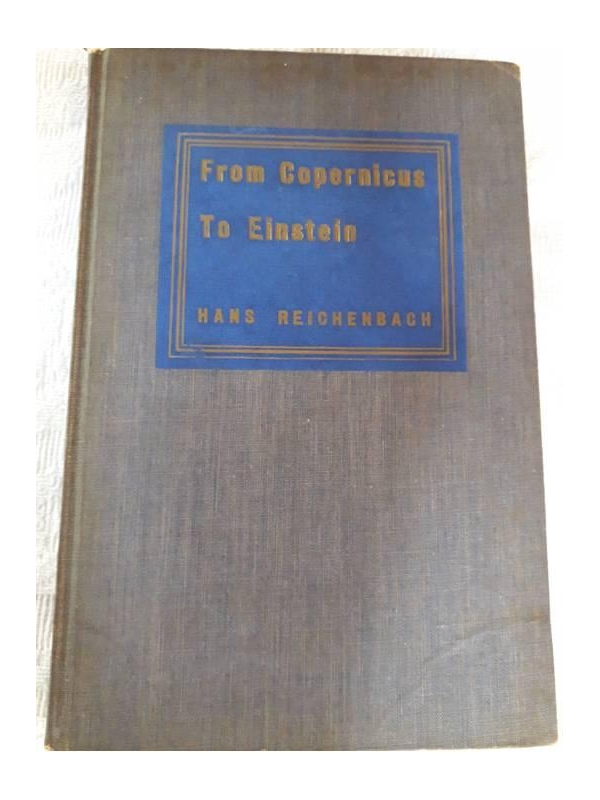 From Copernicus
To Einstein
HANS REICHENBACH